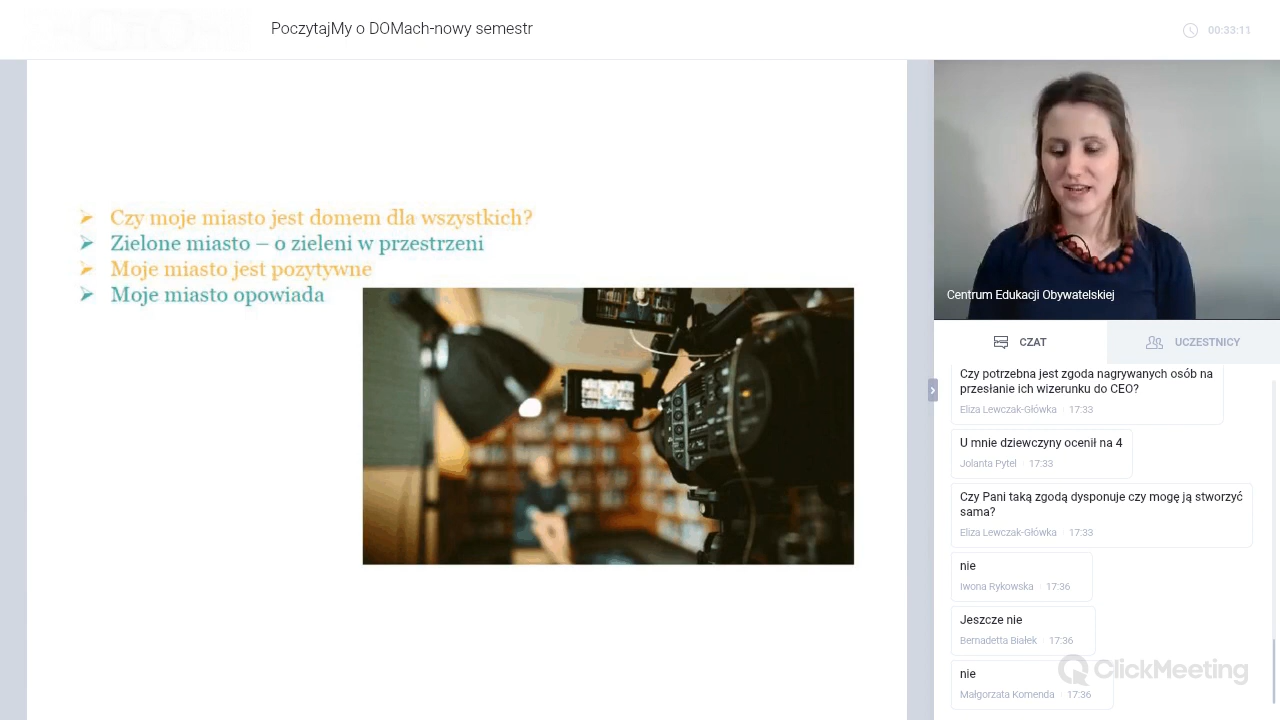 PoczytajMy o DOMach-nowy semestr
00:33:11
Czy moje miasto jest domem dla wszystkich?
Zielone miasto – o zieleni w przestrzeni
Moje miasto jest pozytywne
Moje miasto opowiada
Centrum Edukacji Obywatelskiej
CZAT
UCZESTNICY
Czy potrzebna jest zgoda nagrywanych osób na
przesłanie ich wizerunku do CEO?
Eliza Lewczak-Główka 17:33
U mnie dziewczyny ocenił na 4
Jolanta Pytel 17:33
Czy Pani taką zgodą dysponuje czy mogę ją stworzyć
sama?
Eliza Lewczak-Główka 17:33
nie
Iwona Rykowska 17:36
Jeszcze nie
Bernadetta Białek 17:36
nie
Małgorzata Komenda 17:36
ClickMeeting